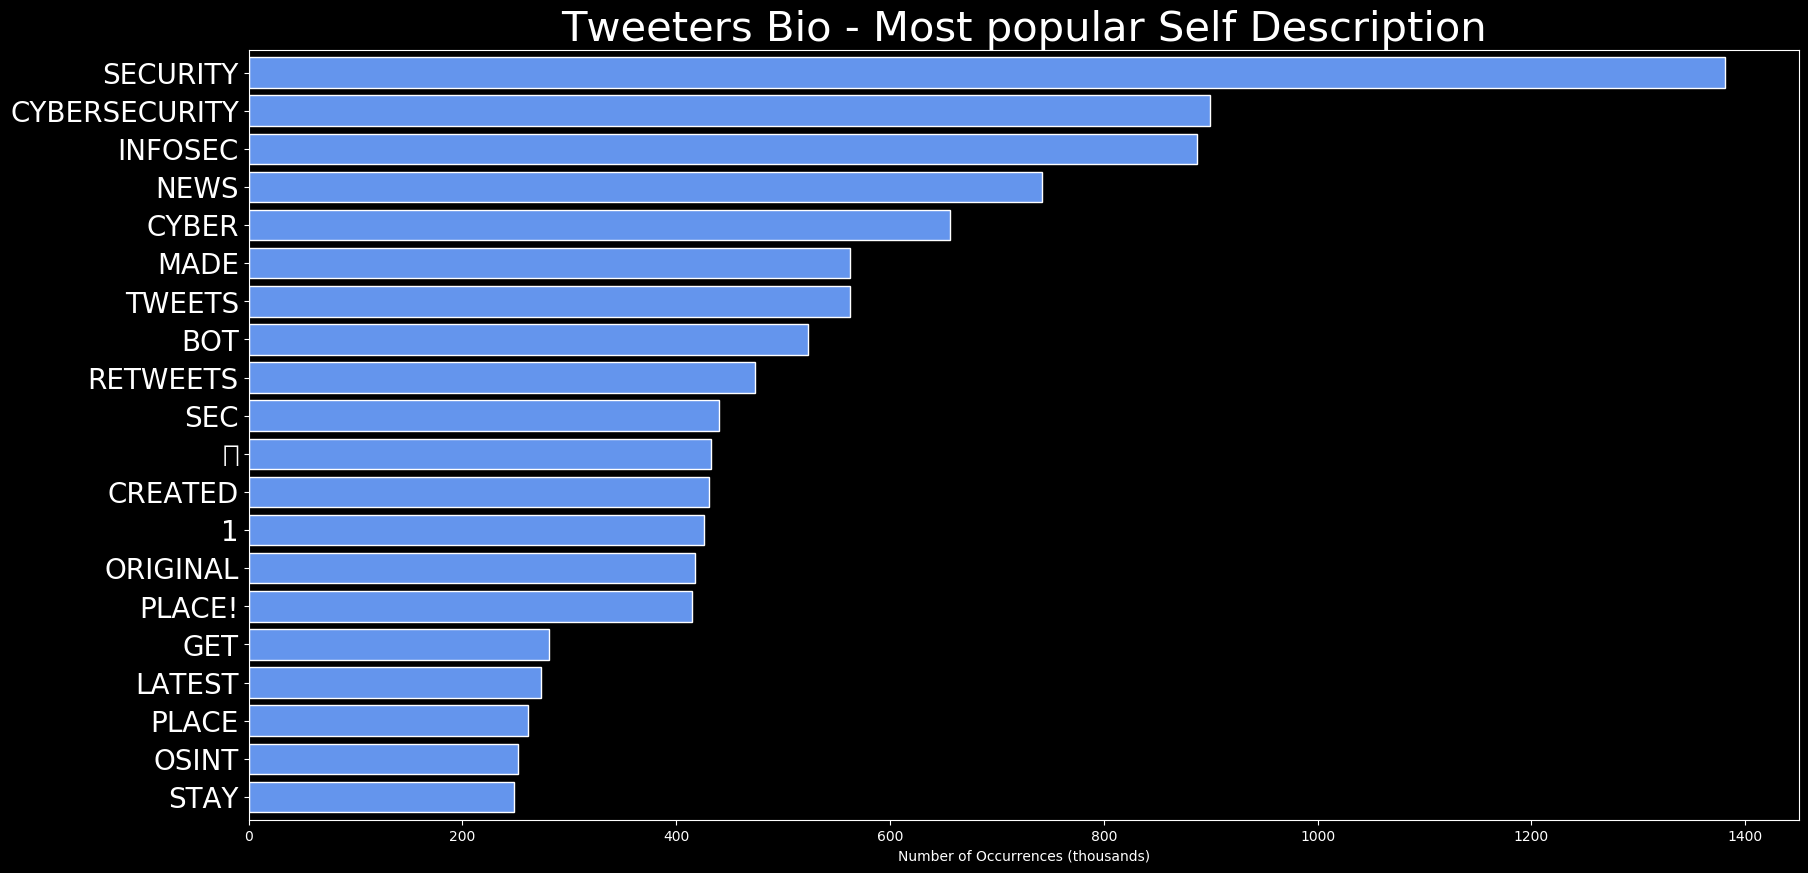 Tweeters Bio - Most popular Self Description
SECURITY
CYBERSECURITY
INFOSEC
NEWS
CYBER
MADE
TWEETS
BOT
RETWEETS
SEC
CREATED
1
ORIGINAL
PLACE!
GET
LATEST
PLACE
OSINT
STAY
0 200 400 600 800 1000 1200 1400
Number of Occurrences (thousands)